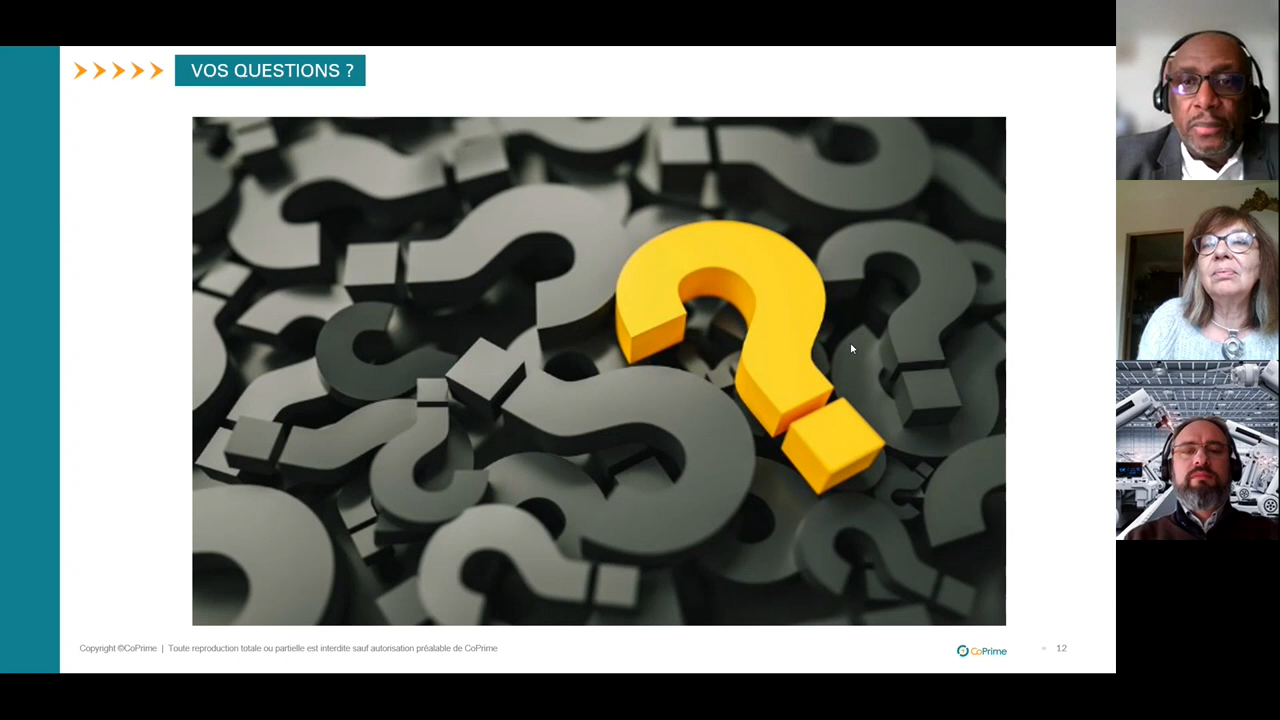 VOS QUESTIONS ?
Copyright ©CoPrime | Toute reproduction totale ou partielle est interdite sauf autorisation préalable de CoPrime
CoPrime
12